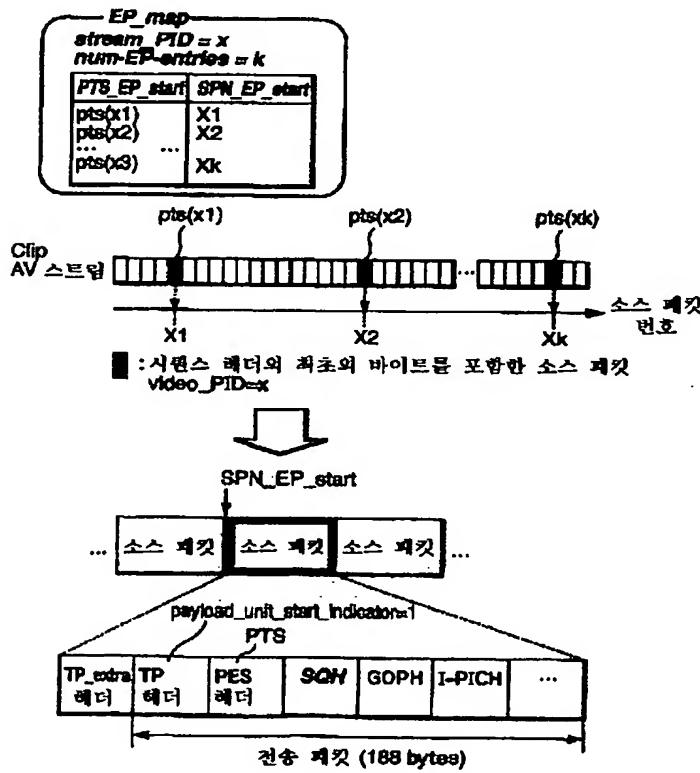 EP_map
stream_PID = x
num-EP-entries = k
PTS_EP_start SPN_EP_start
pts(x1) X1
pts(x2) X2
... ...
pts(x3) Xk
pts(x1) pts(x2) pts(xk)
Clip
AV 스트림 ...
소스 패킷
번호
X1 X2 Xk
:시퀀스 헤더의 최초의 바이트를 포함한 소스 패킷
video_PID=x
SPN_EP_start
... 소스 패킷 소스 패킷 소스 패킷 ...
payload_unit_start_indicator=1
PTS
TP_extra 헤더 TP 헤더 PES 헤더 SQH GOPH I-PICH ...
전송 패킷 (188 bytes)